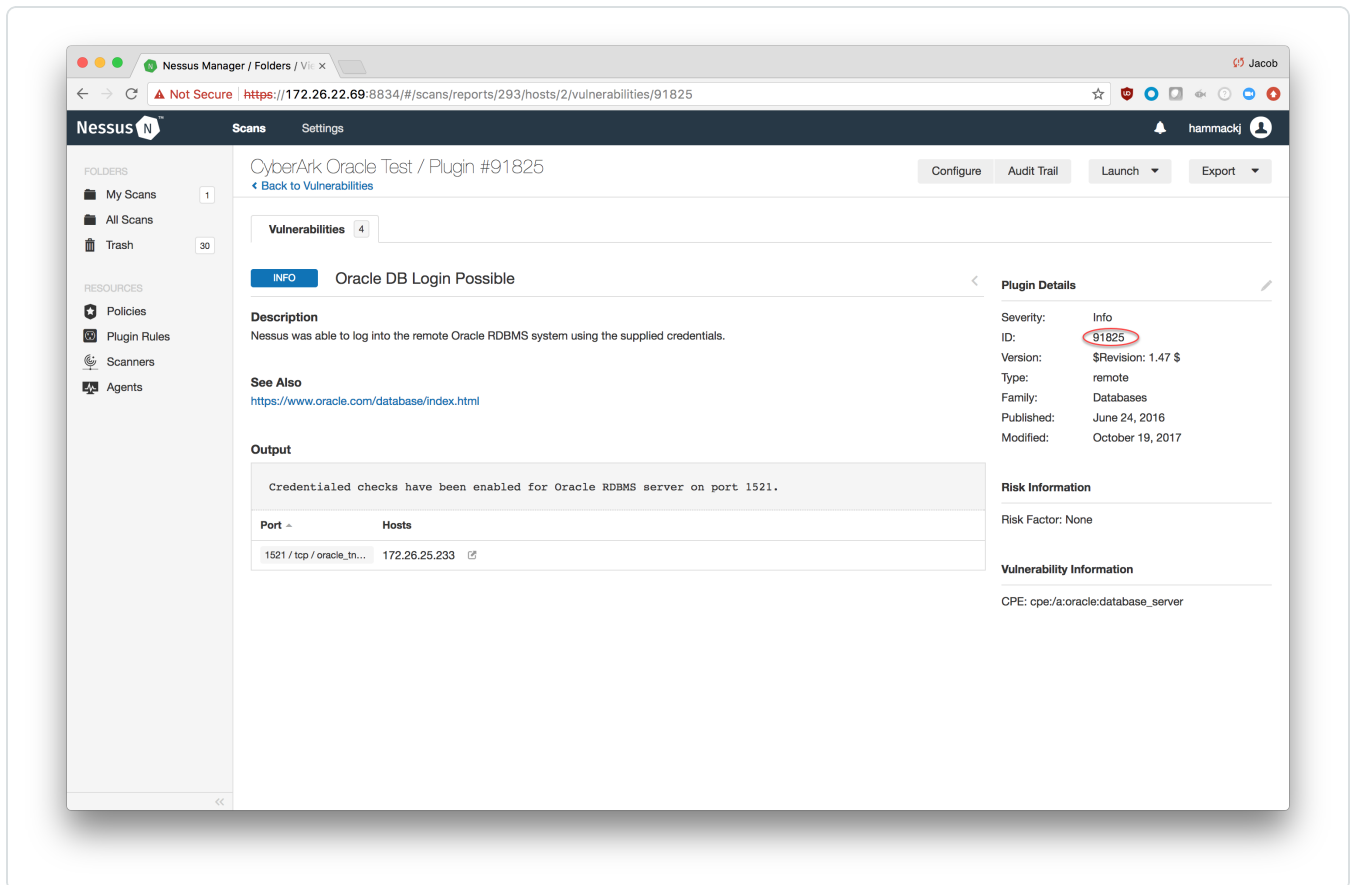 Nessus Manager / Folders / Vie
Jacob
Not Secure https://172.26.22.69:8834/#/scans/reports/293/hosts/2/vulnerabilities/91825
Nessus N Scans Settings hammackj
FOLDERS
My Scans 1
All Scans
Trash 30
RESOURCES
Policies
Plugin Rules
Scanners
Agents
CyberArk Oracle Test / Plugin #91825
Back to Vulnerabilities
Configure Audit Trail Launch Export
Vulnerabilities 4
INFO Oracle DB Login Possible
Description
Nessus was able to log into the remote Oracle RDBMS system using the supplied credentials.
See Also
https://www.oracle.com/database/index.html
Output
Credentialed checks have been enabled for Oracle RDBMS server on port 1521.
Port Hosts
1521 / tcp / oracle_tn... 172.26.25.233
Plugin Details
Severity: Info
ID: 91825
Version: $Revision: 1.47 $
Type: remote
Family: Databases
Published: June 24, 2016
Modified: October 19, 2017
Risk Information
Risk Factor: None
Vulnerability Information
CPE: cpe:/a:oracle:database_server